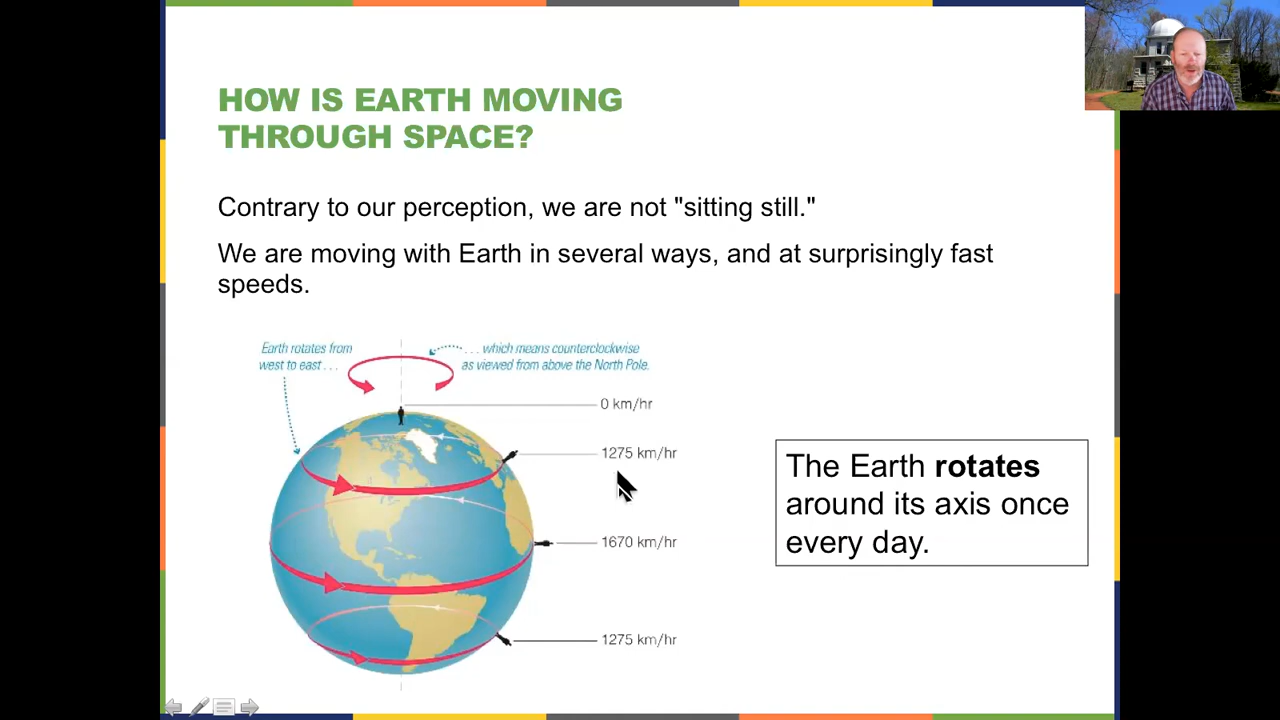 HOW IS EARTH MOVING
THROUGH SPACE?
Contrary to our perception, we are not "sitting still."
We are moving with Earth in several ways, and at surprisingly fast
speeds.
Earth rotates from
west to east . . .
. . . which means counterclockwise
as viewed from above the North Pole.
0 km/hr
1275 km/hr
1670 km/hr
1275 km/hr
The Earth rotates
around its axis once
every day.